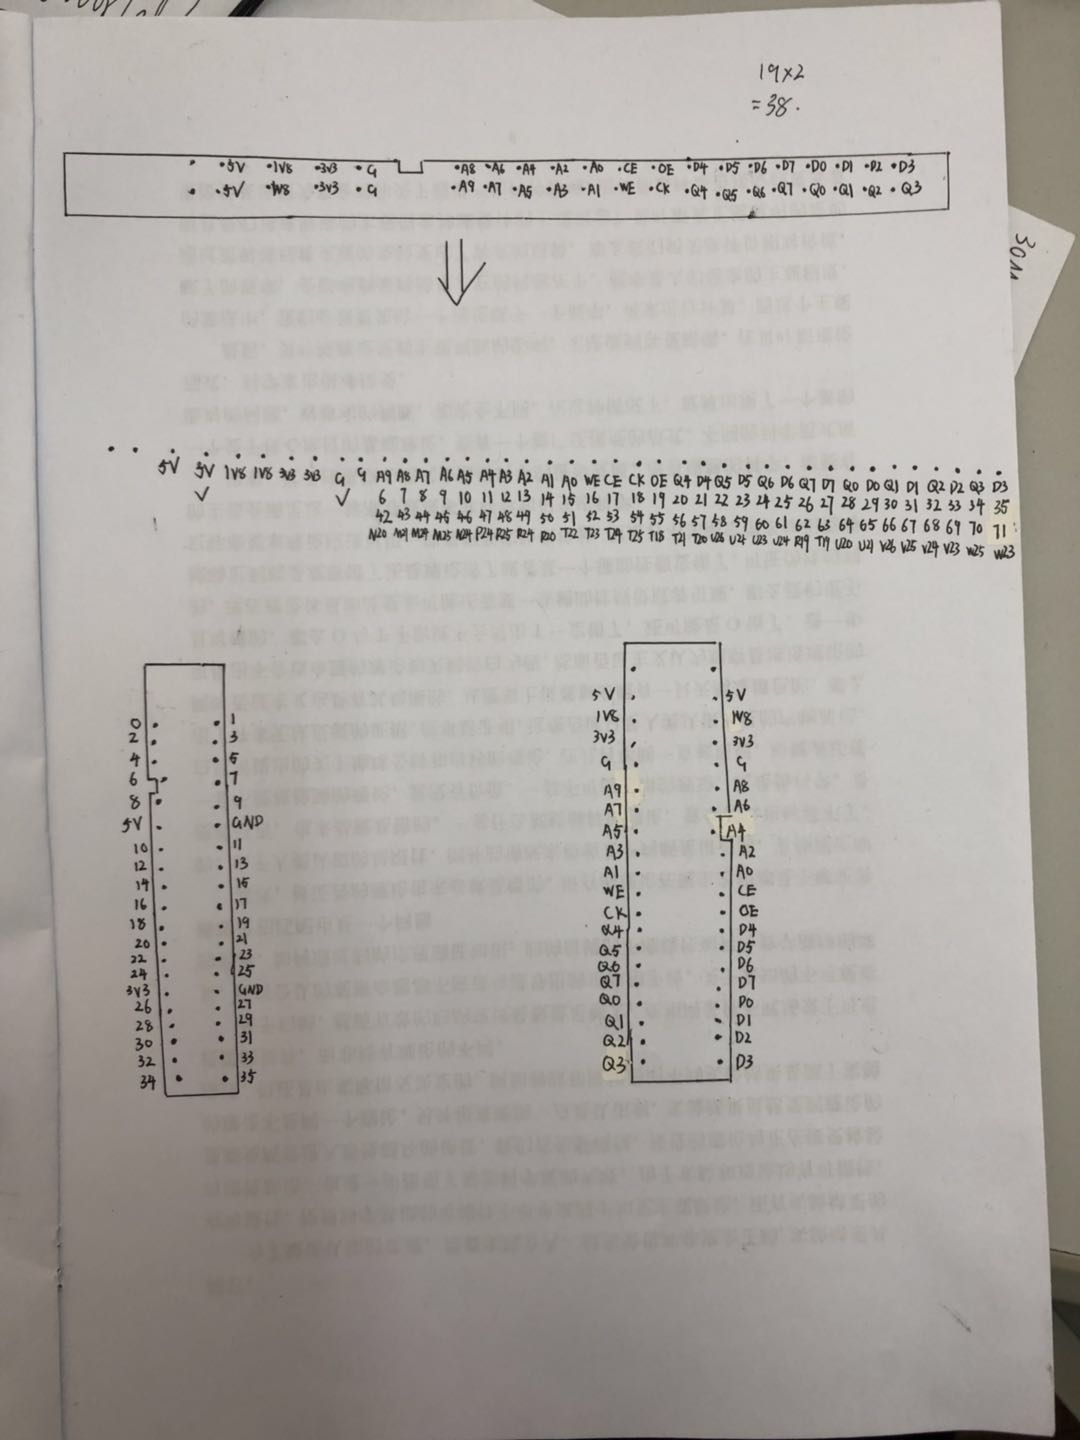 19×2
=38.
5V 1V8 3V3 G A8 A6 A4 A2 A0 CE OE D4 D5 D6 D7 D0 D1 D2 D3
5V 1V8 3V3 G A9 A7 A5 A3 A1 WE CK Q4 Q5 Q6 Q7 Q0 Q1 Q2 Q3
30m
5V 5V 1V8 1V8 3V3 3V3 G G A9 A8 A7 A6 A5 A4 A3 A2 A1 A0 WE CE CK OE Q4 D4 Q5 D5 Q6 D6 Q7 D7 Q0 D0 Q1 D1 Q2 D2 Q3 D3
6 7 8 9 10 11 12 13 14 15 16 17 18 19 20 21 22 23 24 25 26 27 28 29 30 31 32 33 34 35
42 43 44 45 46 47 48 49 50 51 52 53 54 55 56 57 58 59 60 61 62 63 64 65 66 67 68 69 70 71
N20 M24 P24 R25 R24 R20 T22 T23 T24 T25 T18 T21 T20 U26 U24 U23 V24 R19 T19 U20 U21 V26 V25 V24 V23 W25 W23
0 1
2 3
4 5
6 7
8 9
5V GND
10 11
12 13
14 15
16 17
18 19
20 21
22 23
24 25
3V3 GND
26 27
28 29
30 31
32 33
34 35
5V 5V
1V8 1V8
3V3 3V3
G G
A9 A8
A7 A6
A5 A4
A3 A2
A1 A0
WE CE
CK OE
Q4 D4
Q5 D5
Q6 D6
Q7 D7
Q0 D0
Q1 D1
Q2 D2
Q3 D3